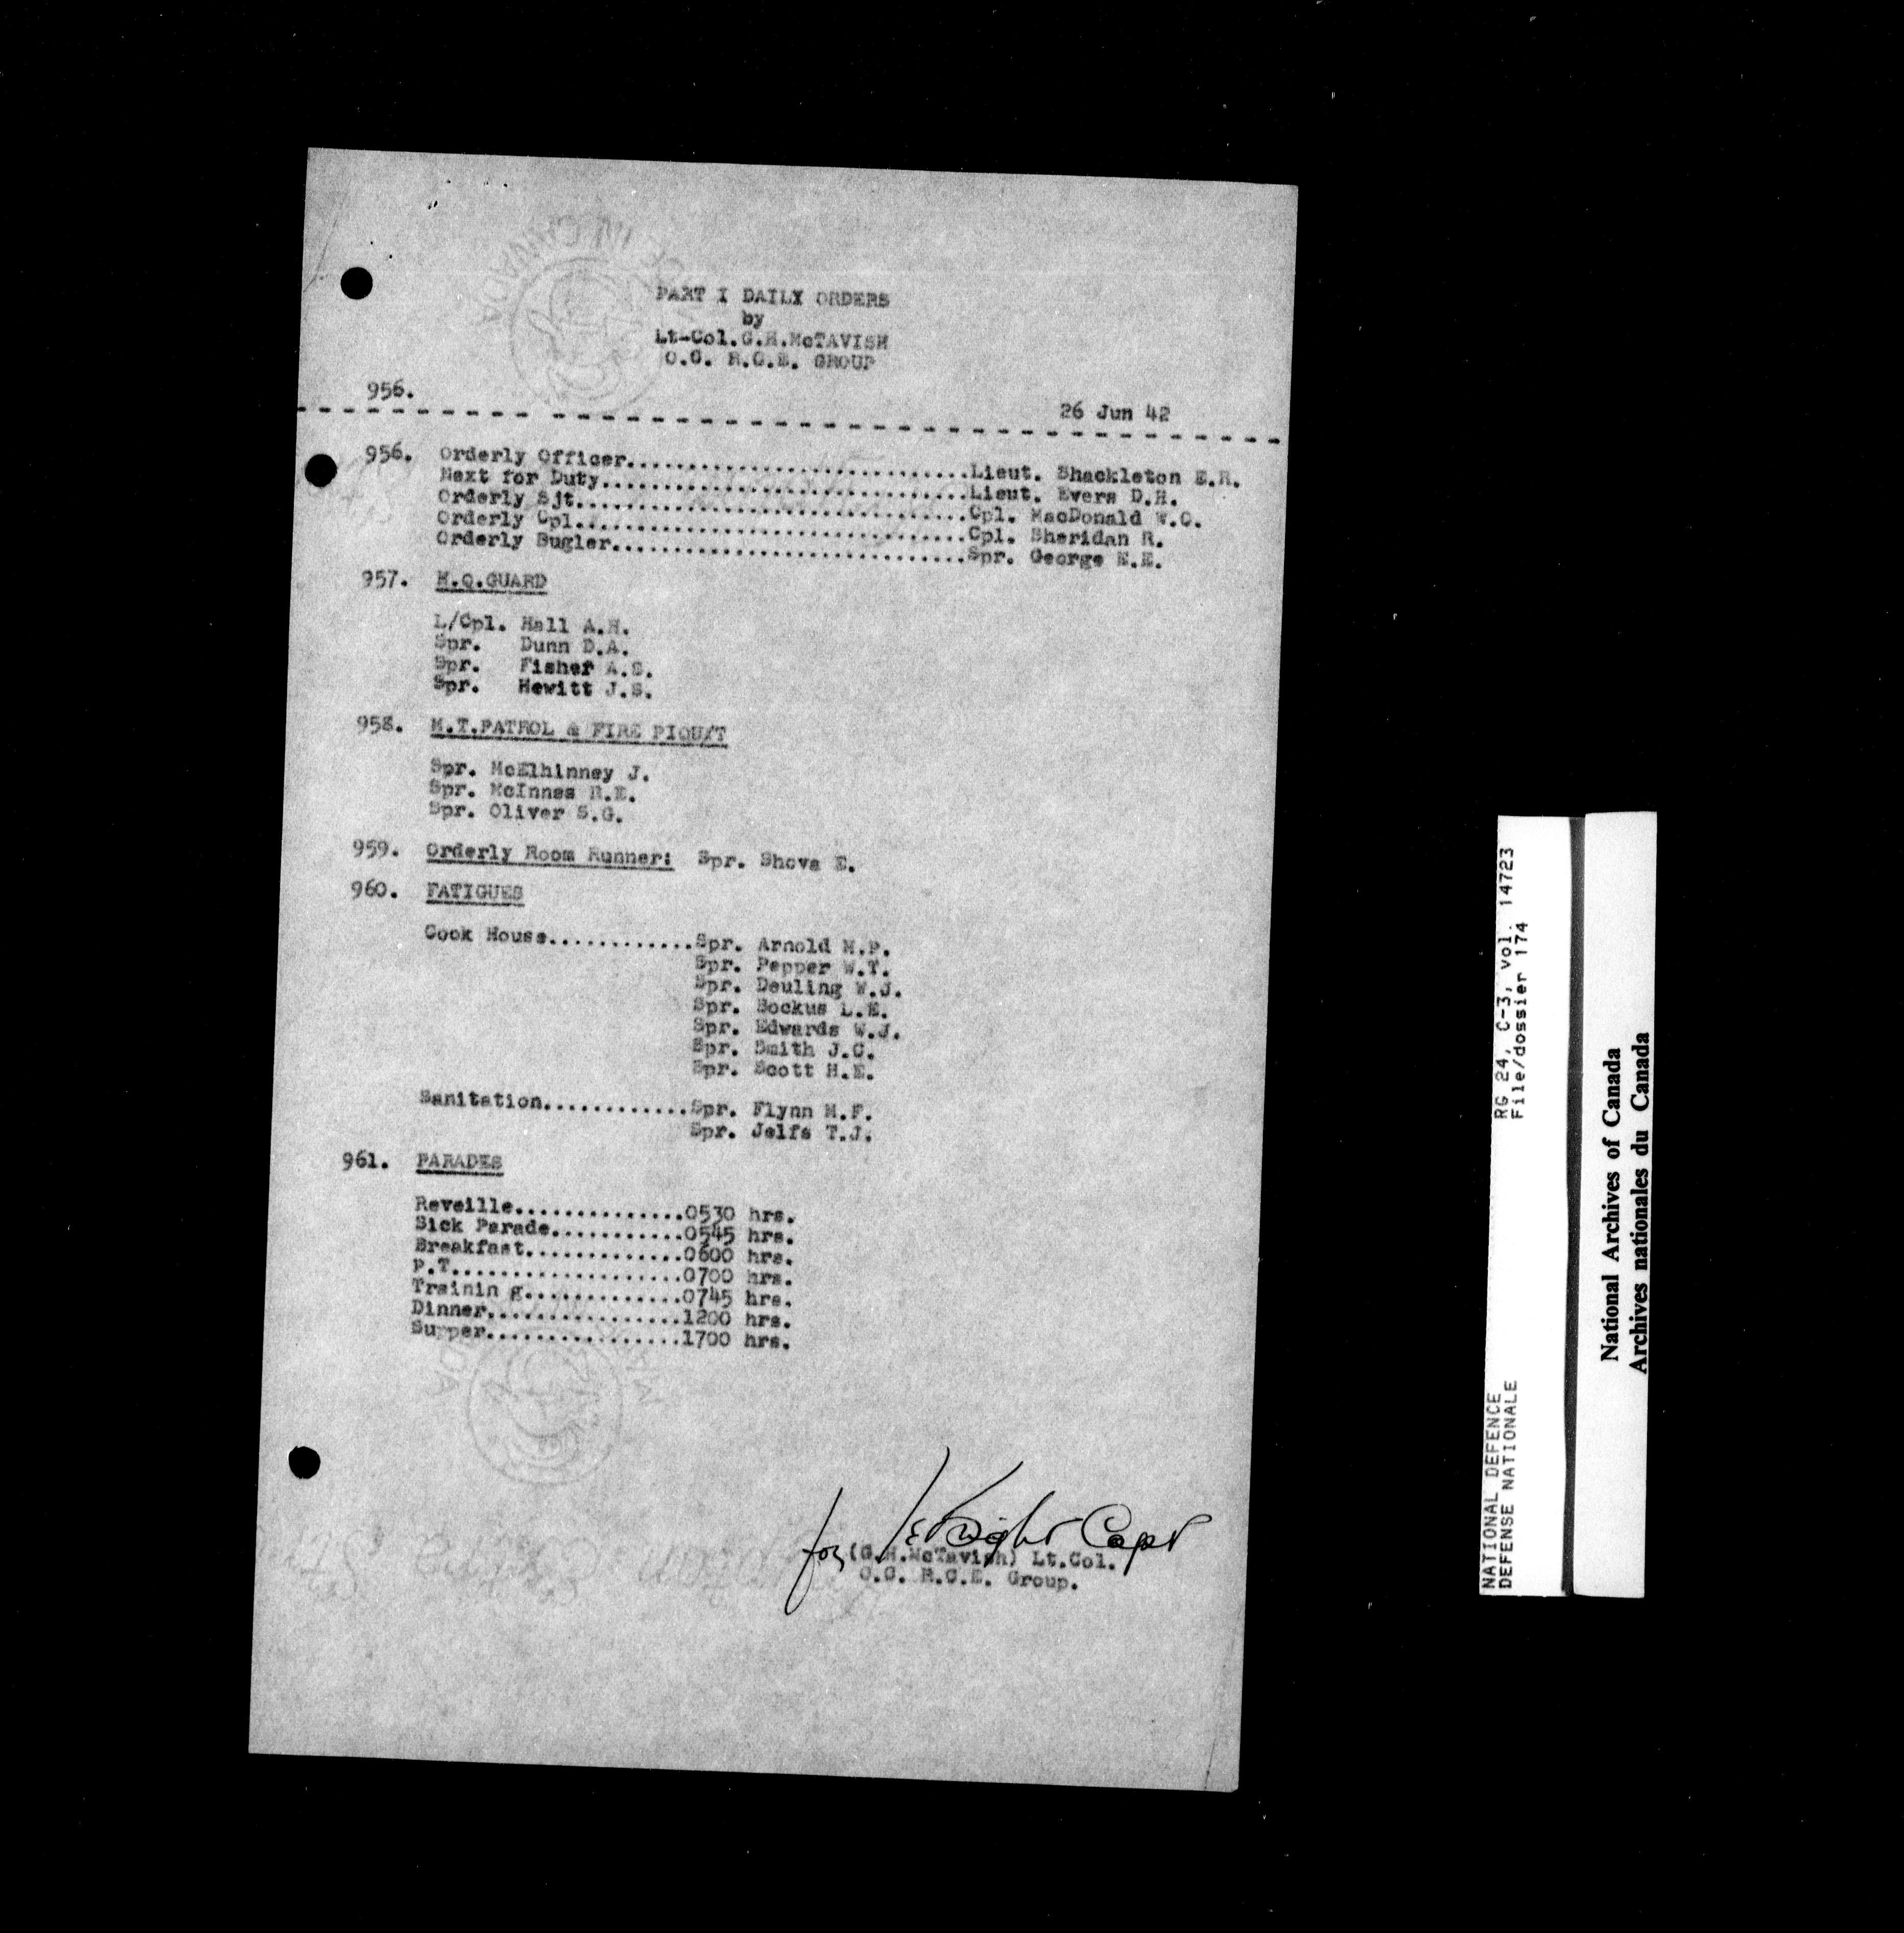 PART I DAILY ORDERS
by
Lt-Col.G.H.McTAVISH
O.C. R.C.E. GROUP
956.
26 Jun 42
956. Orderly Officer...........................Lieut. Shackleton E.R.
Next for Duty.............................Lieut. Evers D.H.
Orderly Sjt...............................Cpl. MacDonald W.C.
Orderly Cpl...............................Cpl. Sheridan R.
Orderly Bugler............................Spr. George E.E.
957. H.Q.GUARD
L/Cpl. Hall A.H.
Spr. Dunn D.A.
Spr. Fisher A.S.
Spr. Hewitt J.S.
958. M.T.PATROL & FIRE PIQU/T
Spr. McElhinney J.
Spr. McInnes R.E.
Spr. Oliver S.G.
959. Orderly Room Runner: Spr. Shova E.
960. FATIGUES
Cook House............Spr. Arnold M.P.
Spr. Pepper W.T.
Spr. Deuling W.J.
Spr. Bockus L.E.
Spr. Edwards W.J.
Spr. Smith J.C.
Spr. Scott H.E.
Sanitation............Spr. Flynn M.F.
Spr. Jelfs T.J.
961. PARADES
Reveille..............0530 hrs.
Sick Parade...........0545 hrs.
Breakfast.............0600 hrs.
P.T...................0700 hrs.
Trainin g.............0745 hrs.
Dinner................1200 hrs.
Supper................1700 hrs.
for Capt
(G.H.McTavish) Lt.Col.
O.C. R.C.E. Group.
NATIONAL DEFENCE RG 24, C-3, vol. 14723
DEFENSE NATIONALE File/dossier 174
National Archives of Canada
Archives nationales du Canada